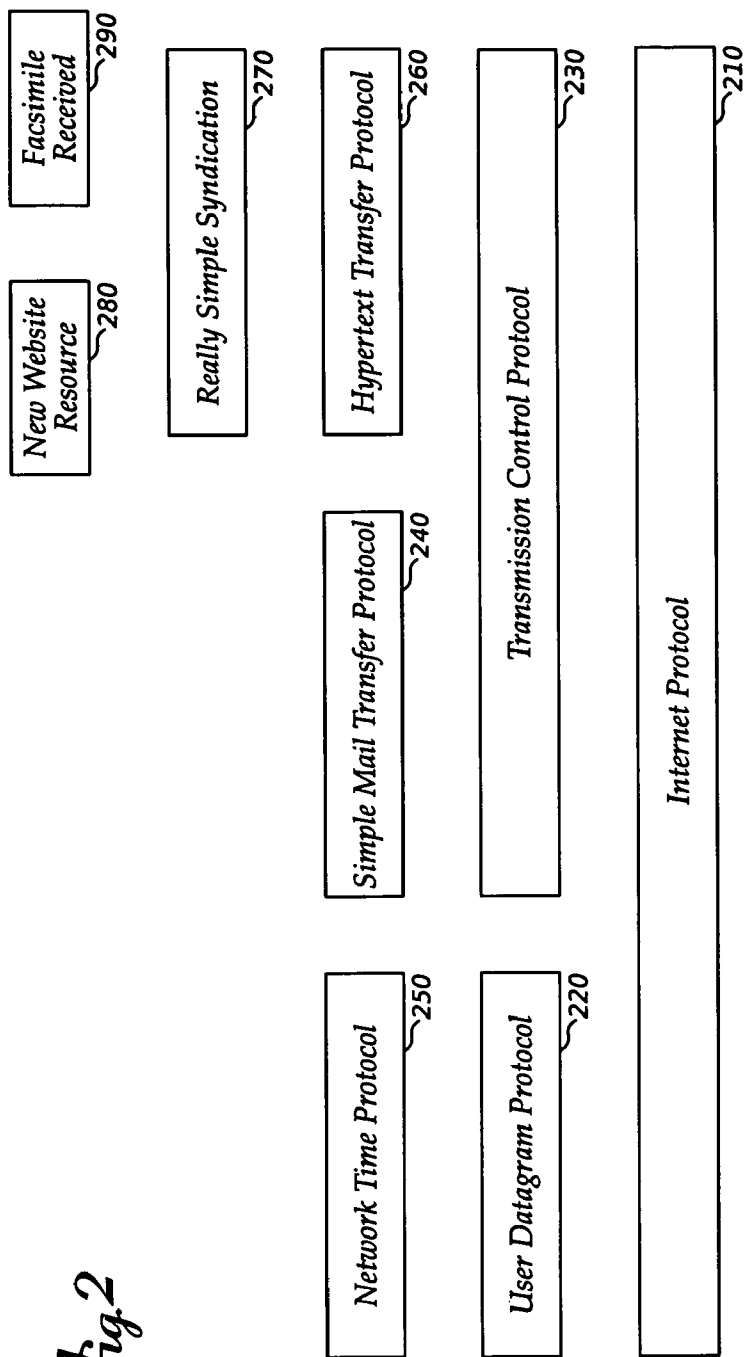 Fig. 2
New Website
Resource
280
Facsimile
Received
290
Really Simple Syndication
270
Network Time Protocol
250
Simple Mail Transfer Protocol
240
Hypertext Transfer Protocol
260
User Datagram Protocol
220
Transmission Control Protocol
230
Internet Protocol
210